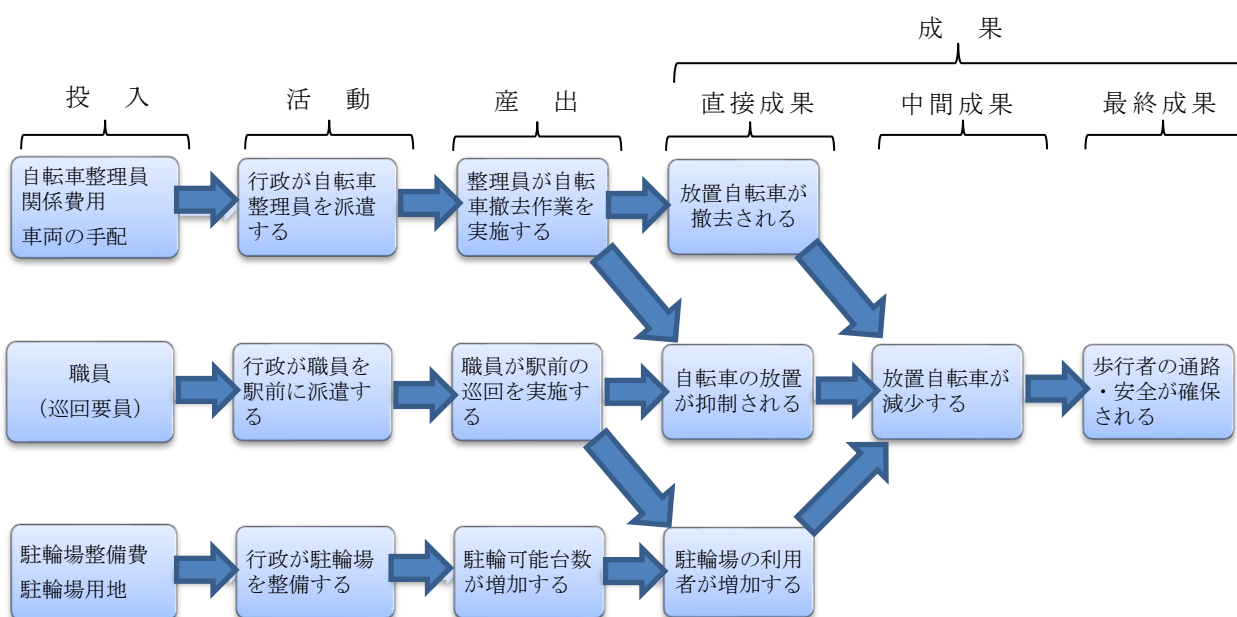 成 果
投 入
活 動
産 出
直接成果
中間成果
最終成果
自転車整理員
関係費用
車両の手配
行政が自転車
整理員を派遣
する
整理員が自転
車撤去作業を
実施する
放置自転車が
撤去される
職員
（巡回要員）
行政が職員を
駅前に派遣す
る
職員が駅前の
巡回を実施す
る
自転車の放置
が抑制される
放置自転車が
減少する
歩行者の通路
・安全が確保
される
駐輪場整備費
駐輪場用地
行政が駐輪場
を整備する
駐輪可能台数
が増加する
駐輪場の利用
者が増加する